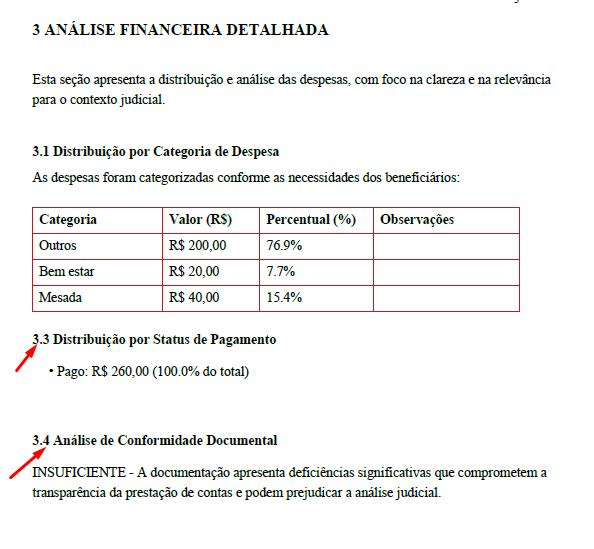 3 ANÁLISE FINANCEIRA DETALHADA
Esta seção apresenta a distribuição e análise das despesas, com foco na clareza e na relevância
para o contexto judicial.
3.1 Distribuição por Categoria de Despesa
As despesas foram categorizadas conforme as necessidades dos beneficiários:
Categoria Valor (R$) Percentual (%) Observações
Outros R$ 200,00 76.9%
Bem estar R$ 20,00 7.7%
Mesada R$ 40,00 15.4%
3.3 Distribuição por Status de Pagamento
• Pago: R$ 260,00 (100.0% do total)
3.4 Análise de Conformidade Documental
INSUFICIENTE - A documentação apresenta deficiências significativas que comprometem a
transparência da prestação de contas e podem prejudicar a análise judicial.